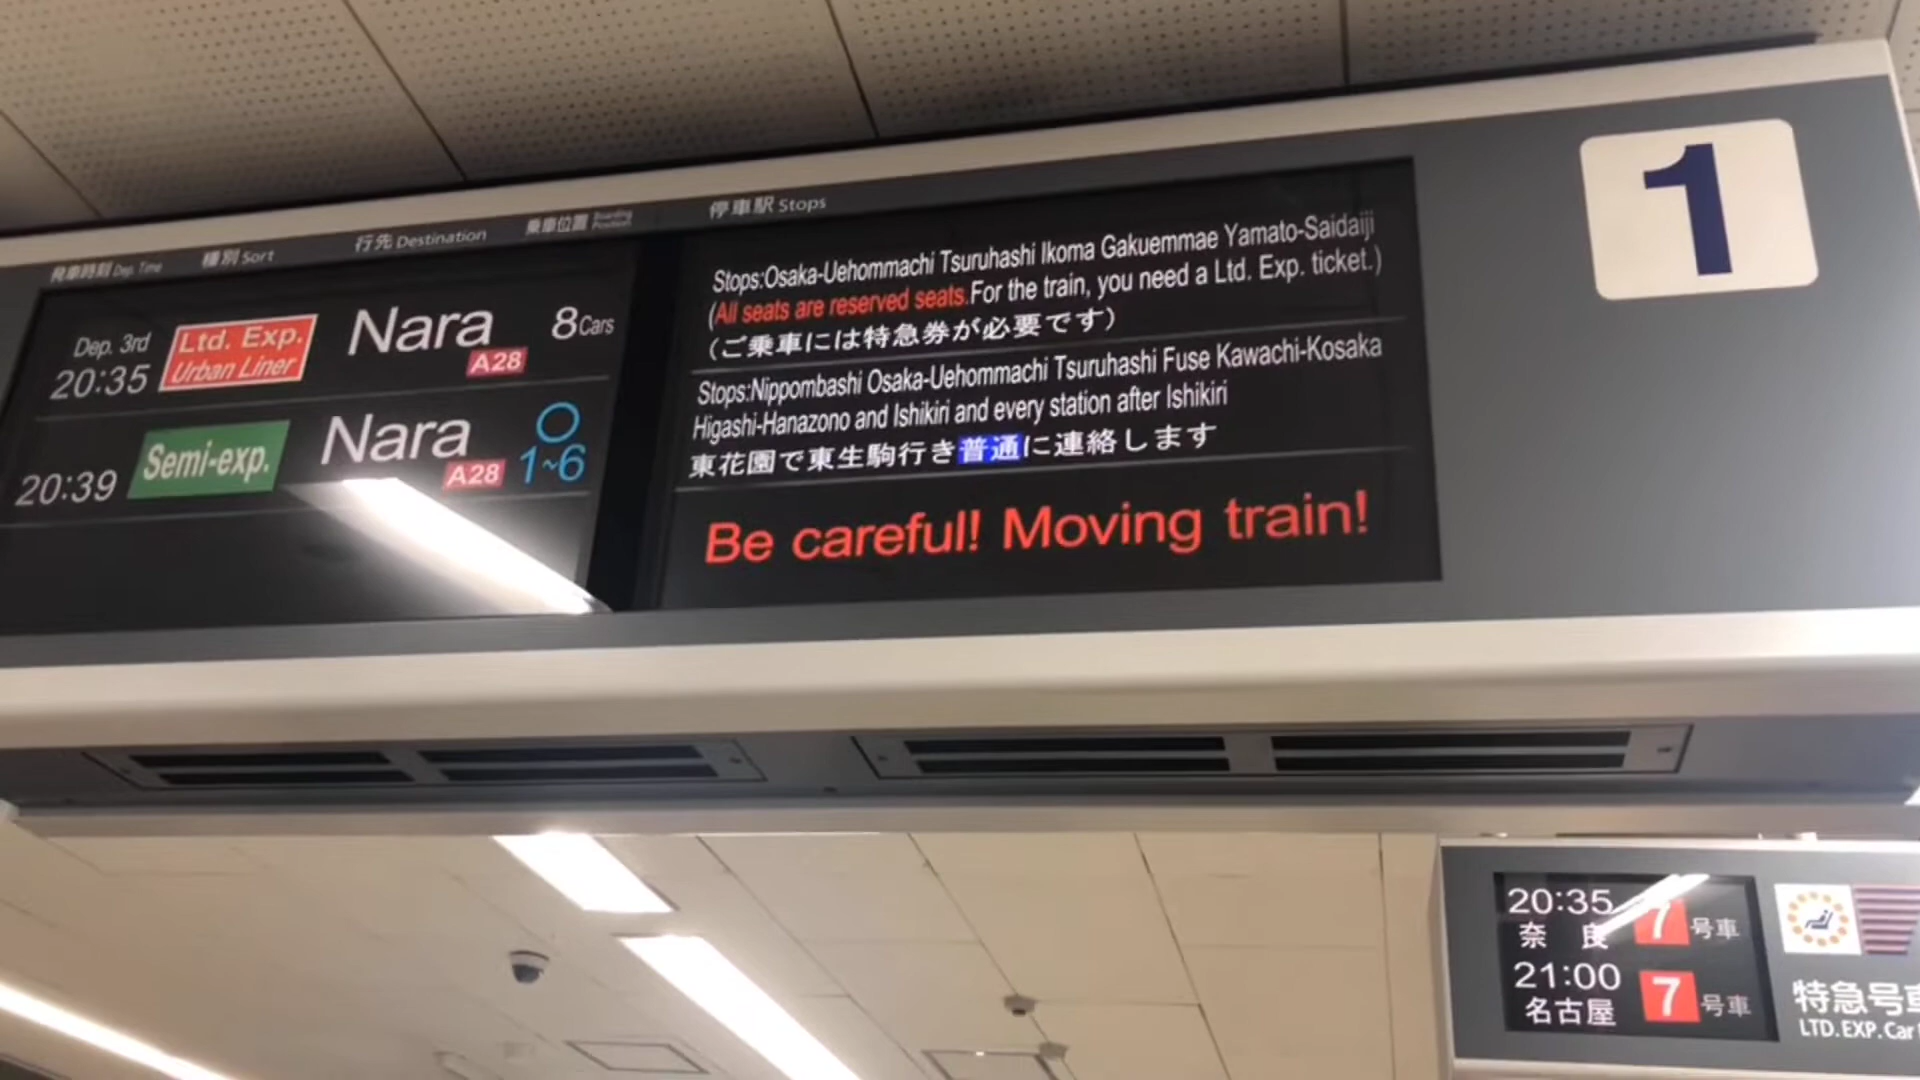 発車時刻 Dep. Time 種別 Sort 行先 Destination 乗車位置 Boarding Position 停車駅 Stops
Dep. 3rd
20:35 Ltd. Exp. Urban Liner Nara A28 8Cars
Stops:Osaka-Uehommachi Tsuruhashi Ikoma Gakuemmae Yamato-Saidaiji
(All seats are reserved seats.For the train, you need a Ltd. Exp. ticket.)
(ご乗車には特急券が必要です)
20:39 Semi-exp. Nara A28 ○ 1~6
Stops:Nippombashi Osaka-Uehommachi Tsuruhashi Fuse Kawachi-Kosaka
Higashi-Hanazono and Ishikiri and every station after Ishikiri
東花園で東生駒行き普通に連絡します
Be careful! Moving train!
1
20:35 7号車
奈良
21:00 7号車
名古屋
特急号車
LTD.EXP.Car